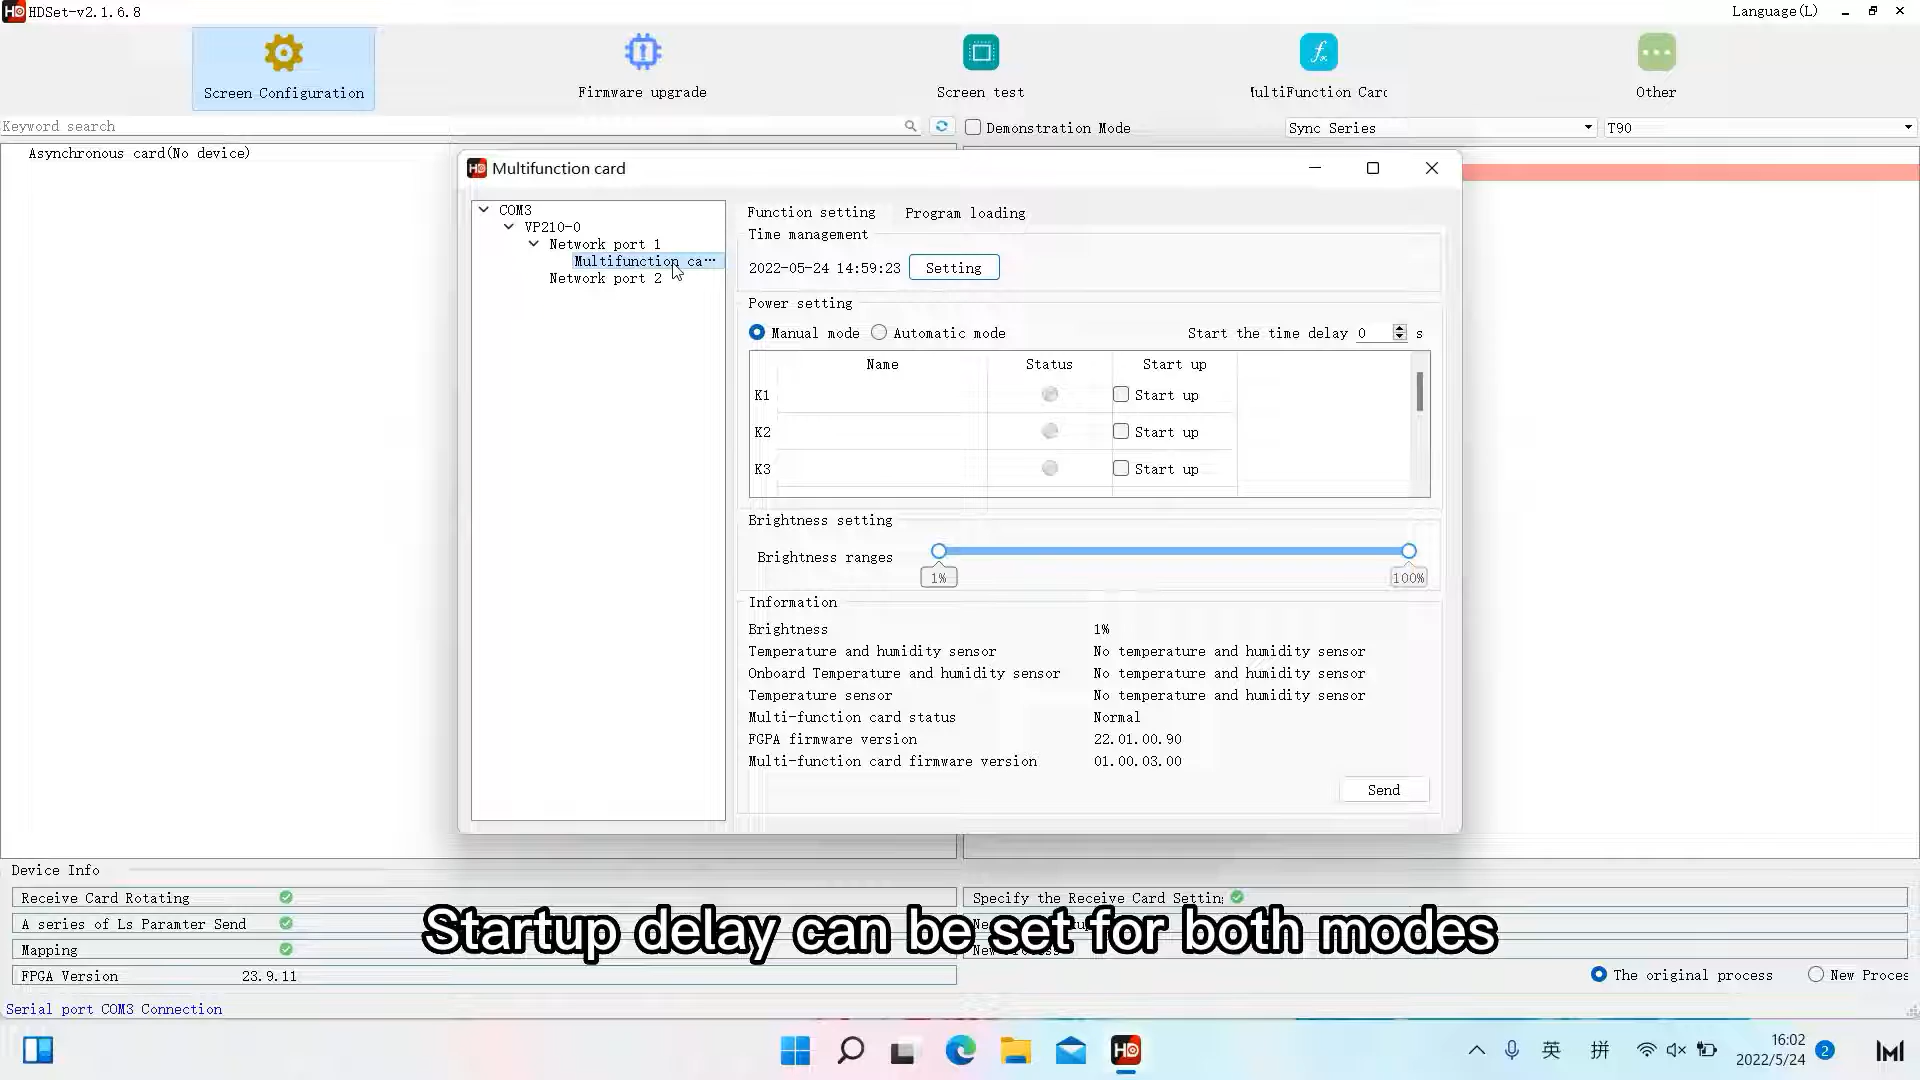 HDSet-v2.1.6.8
Language(L)
Screen Configuration
Firmware upgrade
Screen test
MultiFunction Card
Other
Keyword search
Demonstration Mode
Sync Series
T90
Asynchronous card(No device)
Multifunction card
COM3
VP210-0
Network port 1
Multifunction ca…
Network port 2
Function setting
Program loading
Time management
2022-05-24 14:59:23
Setting
Power setting
Manual mode
Automatic mode
Start the time delay 0 s
Name
Status
Start up
K1
Start up
K2
Start up
K3
Start up
Brightness setting
Brightness ranges
1%
100%
Information
Brightness 1%
Temperature and humidity sensor No temperature and humidity sensor
Onboard Temperature and humidity sensor No temperature and humidity sensor
Temperature sensor No temperature and humidity sensor
Multi-function card status Normal
FGPA firmware version 22.01.00.90
Multi-function card firmware version 01.00.03.00
Send
Device Info
Receive Card Rotating
Specify the Receive Card Settin
A series of Ls Paramter Send
Mapping
Startup delay can be set for both modes
FPGA Version 23.9.11
The original process
New Proces
Serial port COM3 Connection
英
拼
16:02
2022/5/24
2